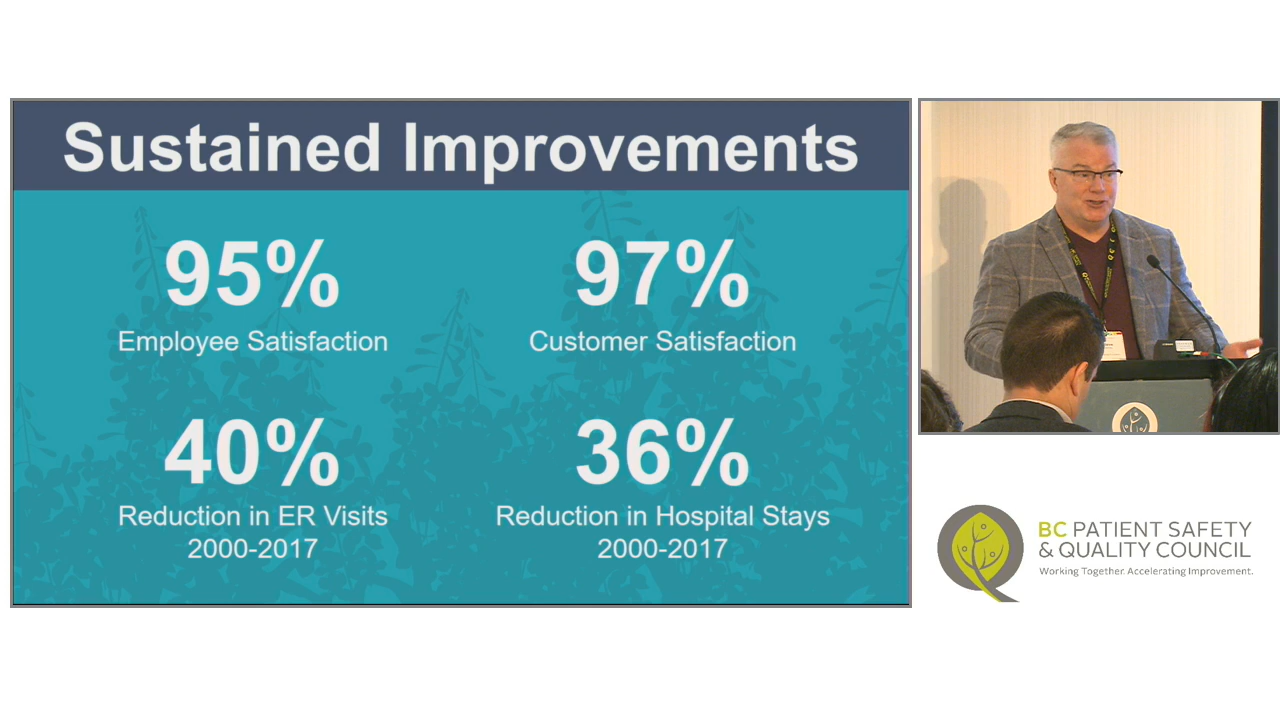 Sustained Improvements
95%
Employee Satisfaction
97%
Customer Satisfaction
40%
Reduction in ER Visits
2000-2017
36%
Reduction in Hospital Stays
2000-2017
BC PATIENT SAFETY
& QUALITY COUNCIL
Working Together. Accelerating Improvement.